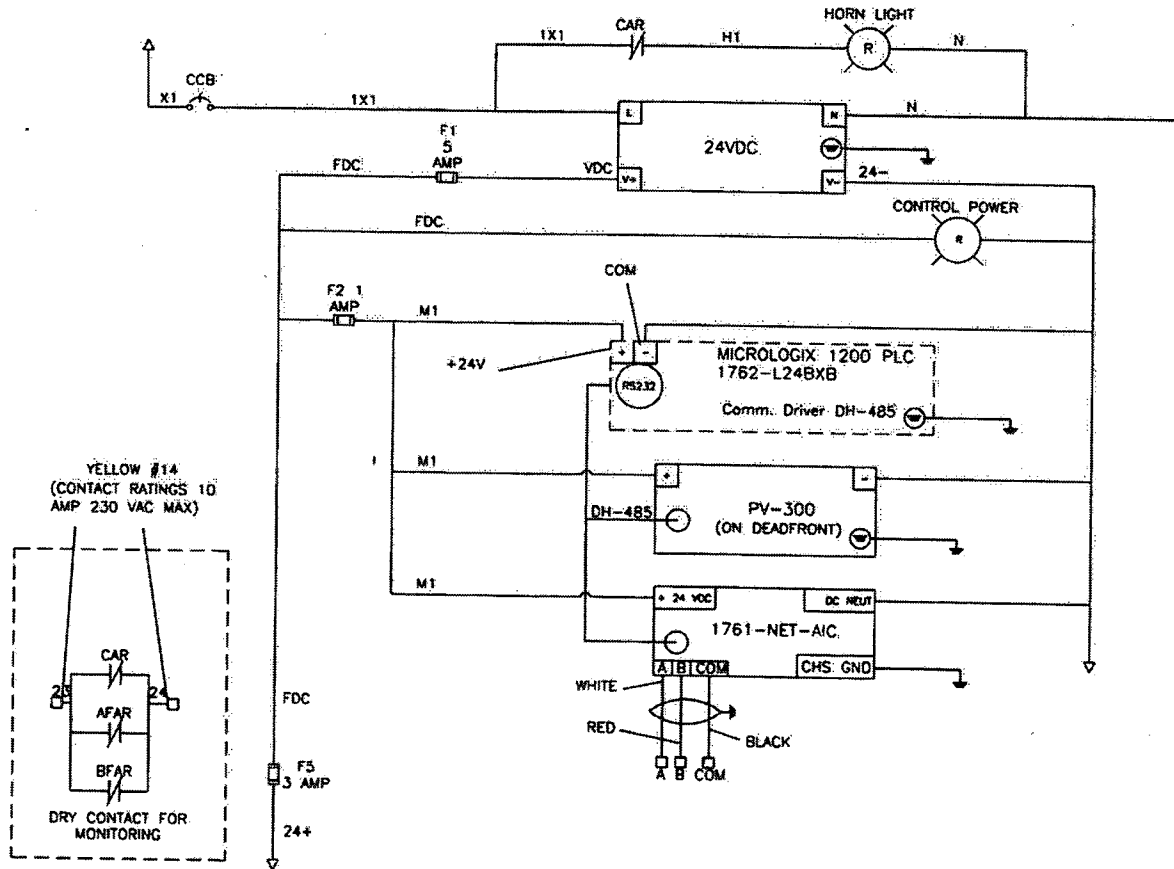 HORN LIGHT
CAR
1X1
H1
R
N
CCB
X1
1X1
L
N
N
F1
5
AMP
24VDC
FDC
VDC
V+
V-
24-
CONTROL POWER
FDC
R
COM
F2 1
AMP
M1
+24V
+
-
MICROLOGIX 1200 PLC
1762-L24BXB
RS232
Comm. Driver DH-485
YELLOW #14
(CONTACT RATINGS 10
AMP 230 VAC MAX)
M1
+
-
PV-300
(ON DEADFRONT)
DH-485
M1
+ 24 VDC
DC NEUT
1761-NET-AIC
CAR
A
B
COM
CHS GND
23
24
WHITE
FDC
AFAR
RED
BLACK
BFAR
F5
3 AMP
A
B
COM
DRY CONTACT FOR
MONITORING
24+